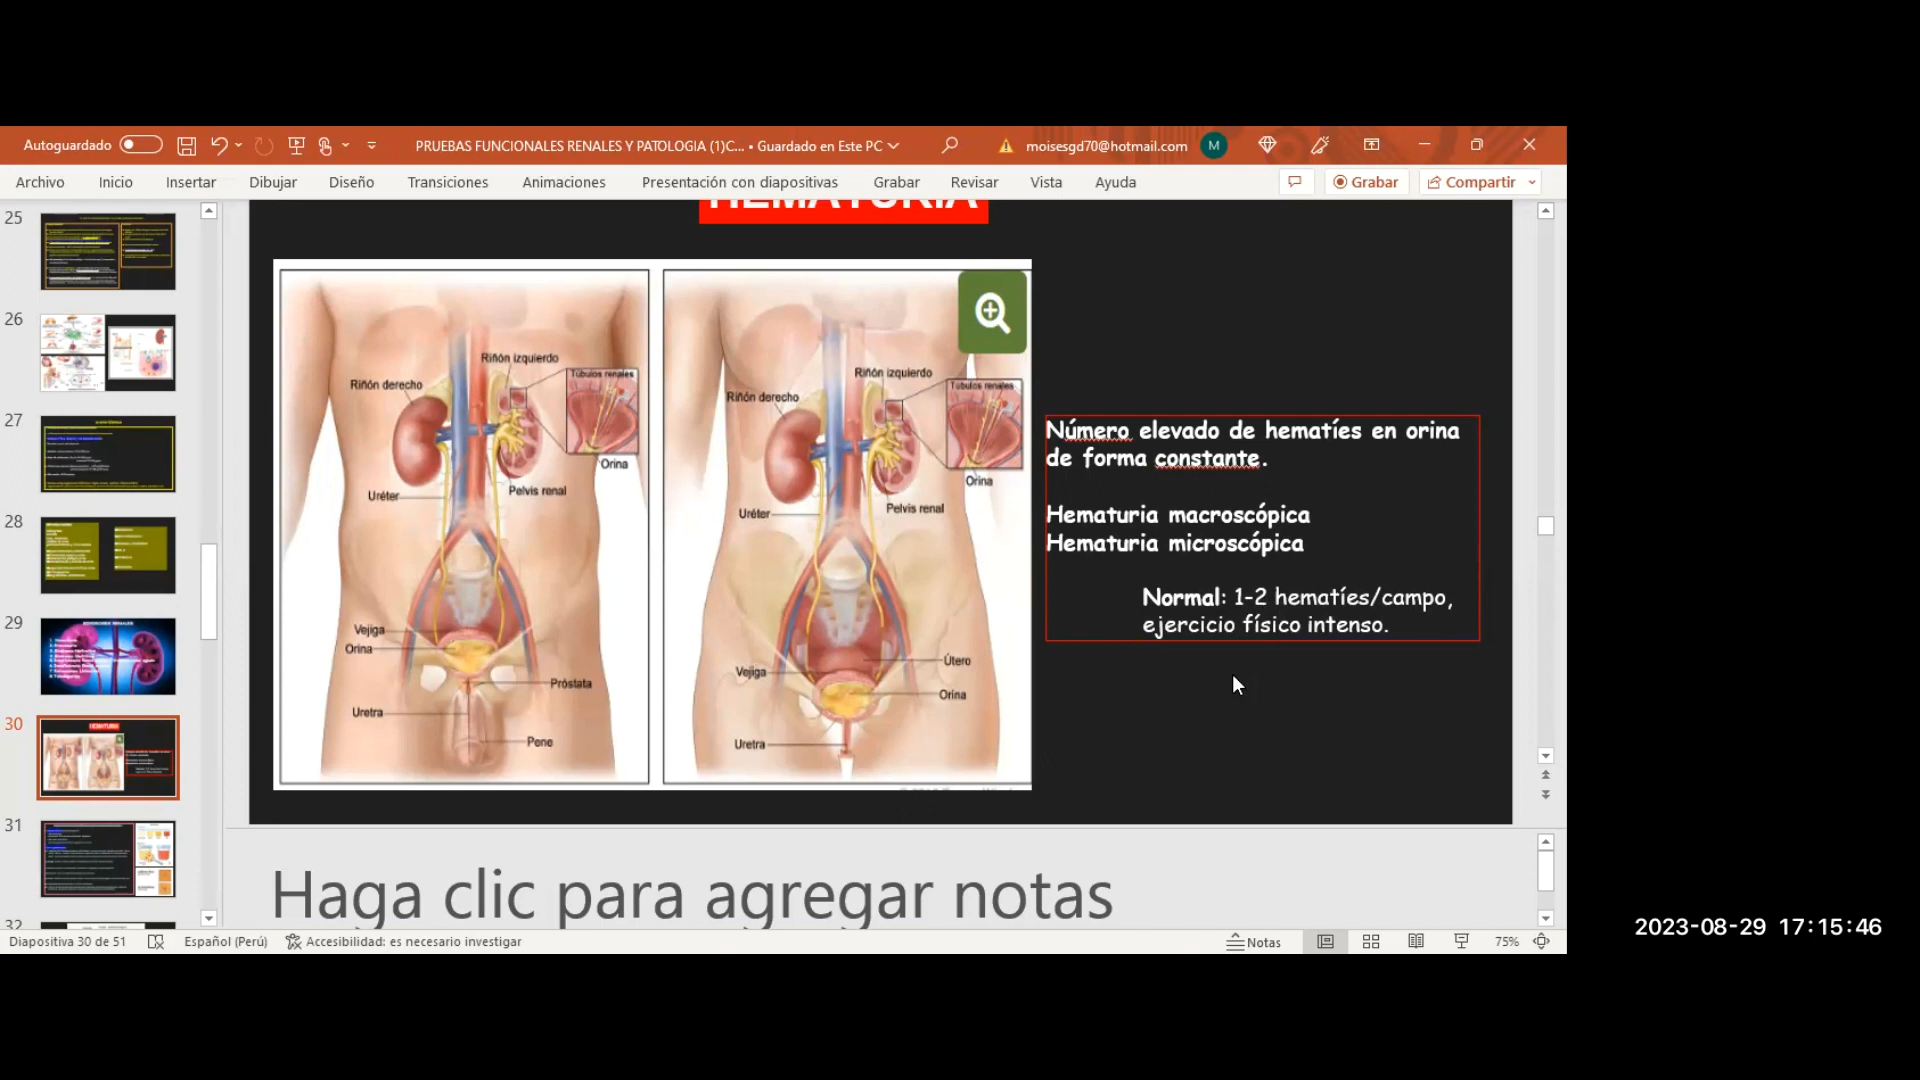 Autoguardado
PRUEBAS FUNCIONALES RENALES Y PATOLOGIA (1)C... • Guardado en Este PC
moisesgd70@hotmail.com
M
Archivo Inicio Insertar Dibujar Diseño Transiciones Animaciones Presentación con diapositivas Grabar Revisar Vista Ayuda
Grabar
Compartir
25
26
27
28
29
30
31
32
HEMATURIA
Riñón izquierdo
Túbulos renales
Riñón derecho
Orina
Pelvis renal
Uréter
Vejiga
Orina
Próstata
Uretra
Pene
Riñón izquierdo
Túbulos renales
Riñón derecho
Orina
Pelvis renal
Uréter
Útero
Vejiga
Orina
Uretra
Número elevado de hematíes en orina
de forma constante.
Hematuria macroscópica
Hematuria microscópica
Normal: 1-2 hematíes/campo,
ejercicio físico intenso.
Haga clic para agregar notas
Diapositiva 30 de 51
Español (Perú)
Accesibilidad: es necesario investigar
Notas
75%
2023-08-29 17:15:46